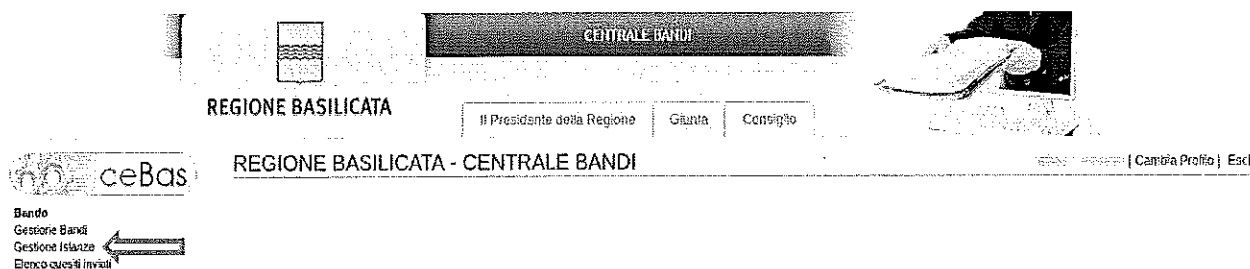 CENTRALE BANDI
REGIONE BASILICATA
Il Presidente della Regione
Giunta
Consiglio
ceBas
REGIONE BASILICATA - CENTRALE BANDI
| Cambia Profilo | Esci
Bando
Gestione Bandi
Gestione Istanze
Elenco quesiti inviati